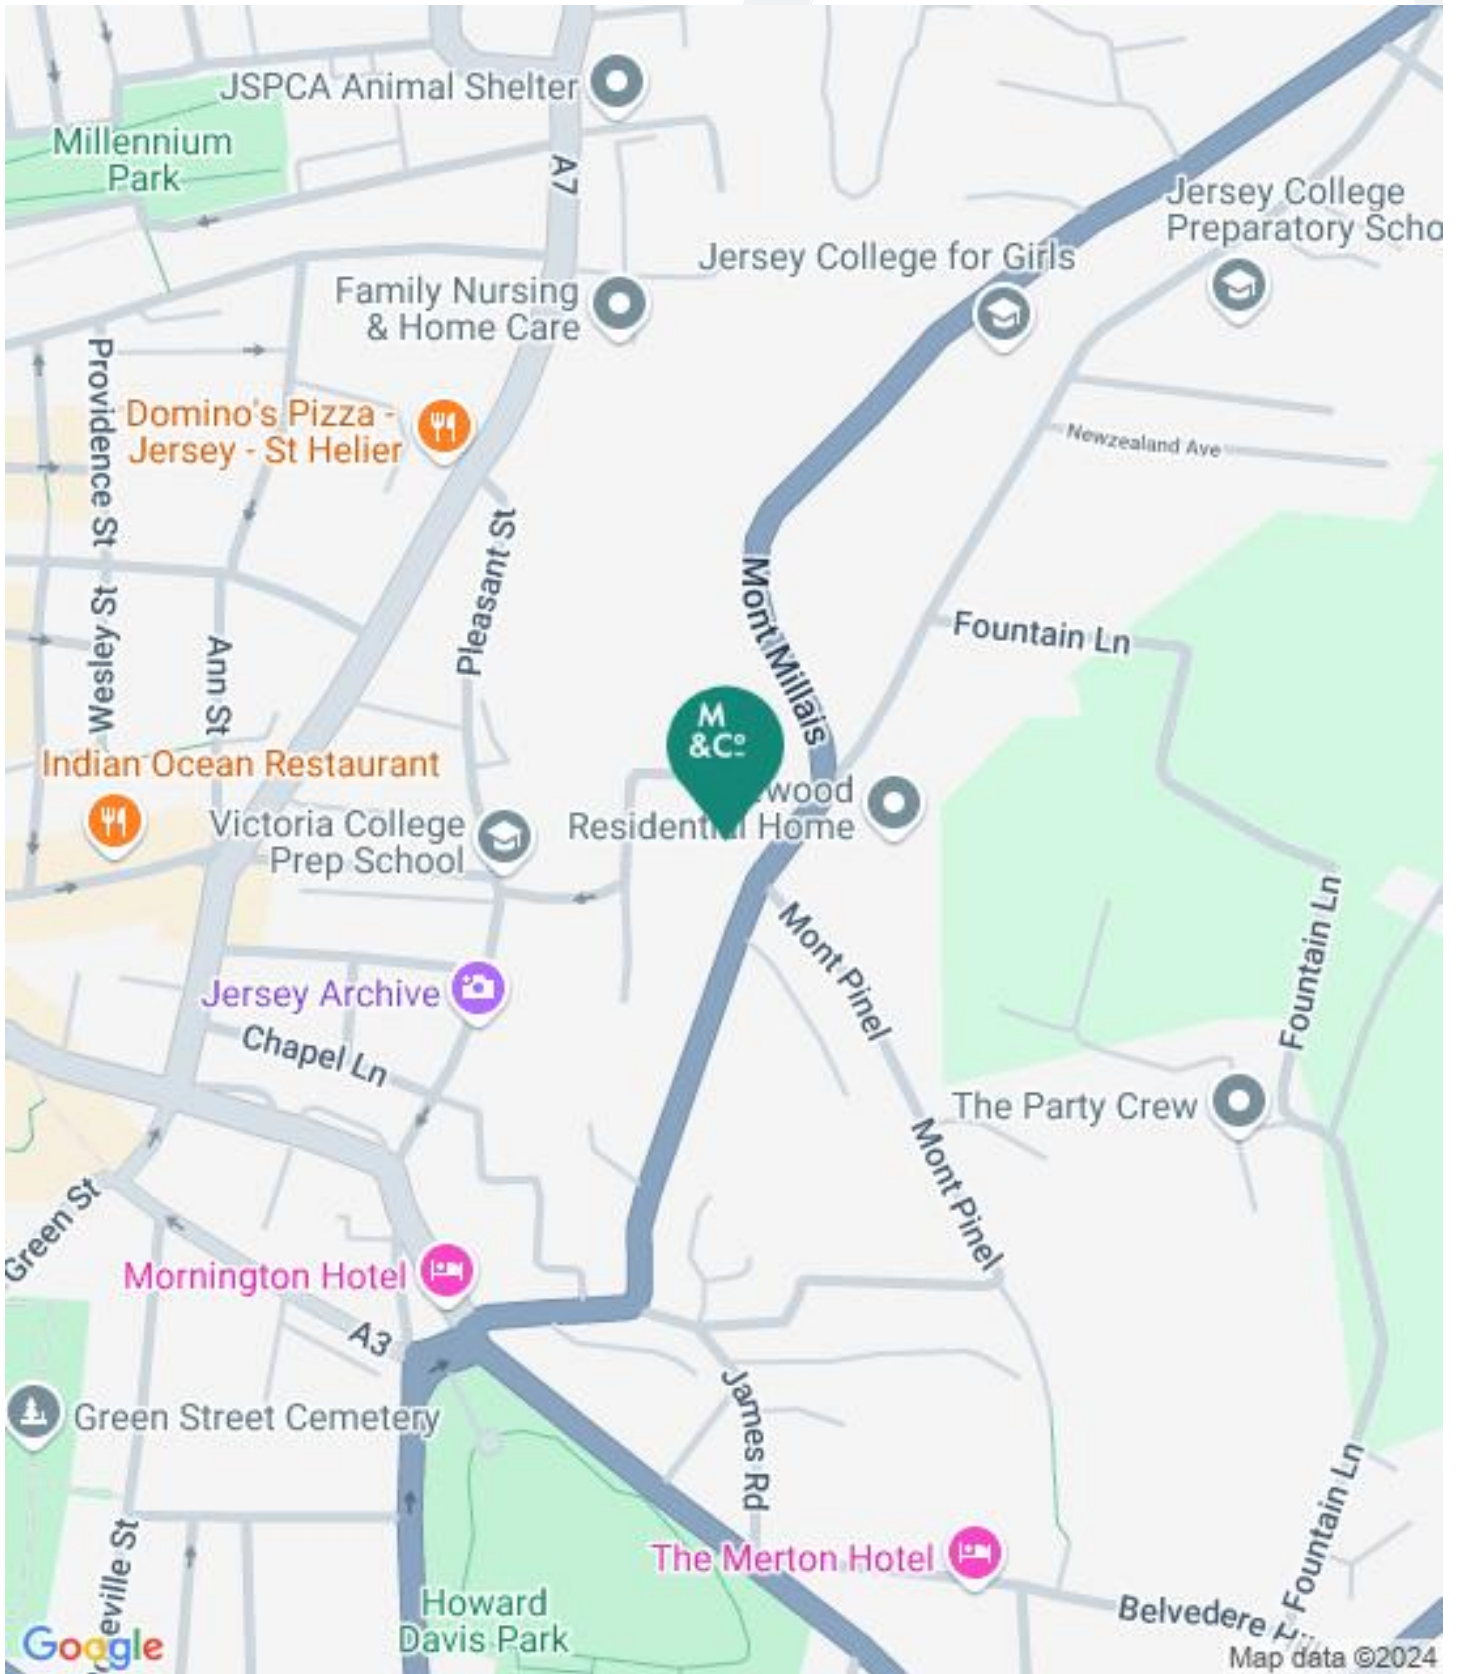 JSPCA Animal Shelter
Millennium
Park
A7
Jersey College
Preparatory Scho
Jersey College for Girls
Family Nursing
& Home Care
Providence St
Domino's Pizza -
Jersey - St Helier
Newzealand Ave
Pleasant St
Mont Millais
Wesley St
Ann St
Fountain Ln
M
&Co
Indian Ocean Restaurant
wood
Residential Home
Victoria College
Prep School
Mont Pinel
Fountain Ln
Jersey Archive
Chapel Ln
The Party Crew
Mont Pinel
Green St
Mornington Hotel
A3
James Rd
Green Street Cemetery
Fountain Ln
eville St
The Merton Hotel
Howard
Davis Park
Belvedere
Google
Map data ©2024